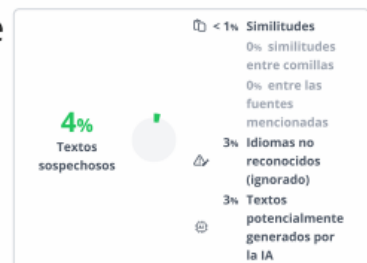 e
4%
Textos
sospechosos
< 1% Similitudes
0% similitudes
entre comillas
0% entre las
fuentes
mencionadas
3% Idiomas no
reconocidos
(ignorado)
3% Textos
potencialmente
generados por
la IA